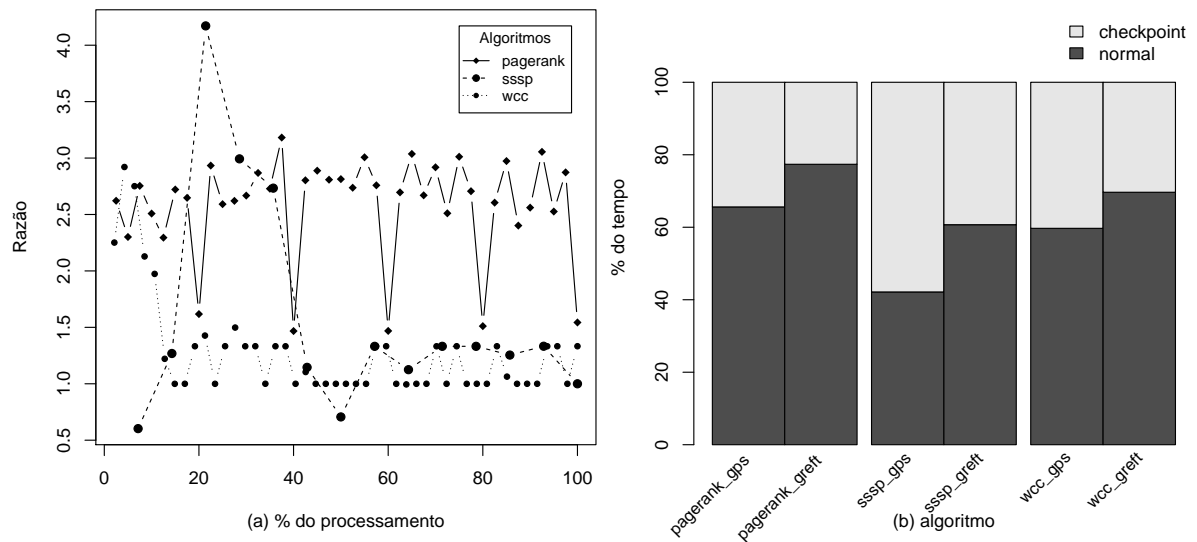 Razão
4.0
3.5
3.0
2.5
2.0
1.5
1.0
0.5
0 20 40 60 80 100
(a) % do processamento
Algoritmos
pagerank
sssp
wcc
checkpoint
normal
% do tempo
100
80
60
40
20
0
pagerank_gps
pagerank_greft
sssp_gps
sssp_greft
wcc_gps
wcc_greft
(b) algoritmo